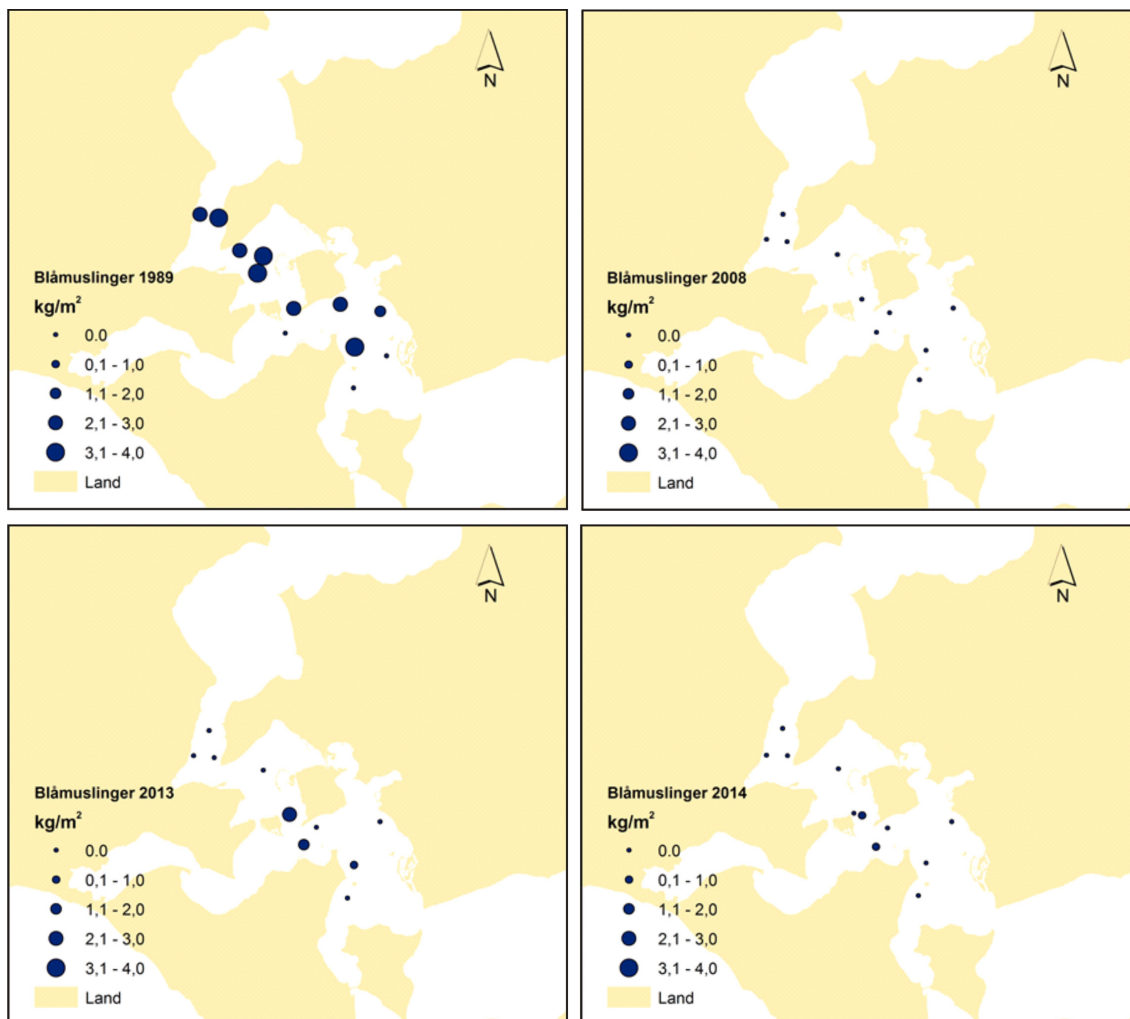 N
Blåmuslinger 1989
kg/m²
0.0
0,1 - 1,0
1,1 - 2,0
2,1 - 3,0
3,1 - 4,0
Land
N
Blåmuslinger 2008
kg/m²
0.0
0,1 - 1,0
1,1 - 2,0
2,1 - 3,0
3,1 - 4,0
Land
N
Blåmuslinger 2013
kg/m²
0.0
0,1 - 1,0
1,1 - 2,0
2,1 - 3,0
3,1 - 4,0
Land
N
Blåmuslinger 2014
kg/m²
0.0
0,1 - 1,0
1,1 - 2,0
2,1 - 3,0
3,1 - 4,0
Land